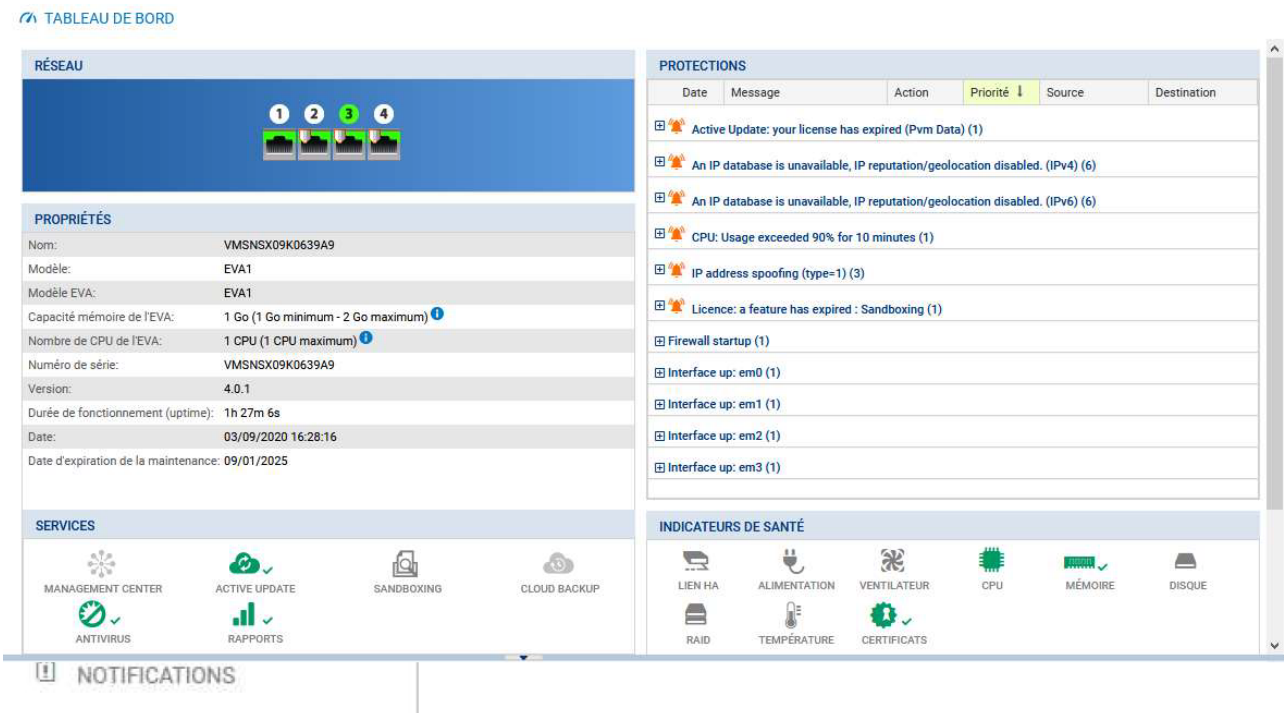 TABLEAU DE BORD
RÉSEAU
1 2 3 4
PROPRIÉTÉS
Nom: VMSNSX09K0639A9
Modèle: EVA1
Modèle EVA: EVA1
Capacité mémoire de l'EVA: 1 Go (1 Go minimum - 2 Go maximum)
Nombre de CPU de l'EVA: 1 CPU (1 CPU maximum)
Numéro de série: VMSNSX09K0639A9
Version: 4.0.1
Durée de fonctionnement (uptime): 1h 27m 6s
Date: 03/09/2020 16:28:16
Date d'expiration de la maintenance: 09/01/2025
SERVICES
MANAGEMENT CENTER ACTIVE UPDATE SANDBOXING CLOUD BACKUP
ANTIVIRUS RAPPORTS
PROTECTIONS
Date Message Action Priorité Source Destination
Active Update: your license has expired (Pvm Data) (1)
An IP database is unavailable, IP reputation/geolocation disabled. (IPv4) (6)
An IP database is unavailable, IP reputation/geolocation disabled. (IPv6) (6)
CPU: Usage exceeded 90% for 10 minutes (1)
IP address spoofing (type=1) (3)
Licence: a feature has expired : Sandboxing (1)
Firewall startup (1)
Interface up: em0 (1)
Interface up: em1 (1)
Interface up: em2 (1)
Interface up: em3 (1)
INDICATEURS DE SANTÉ
LIEN HA ALIMENTATION VENTILATEUR CPU MÉMOIRE DISQUE
RAID TEMPÉRATURE CERTIFICATS
NOTIFICATIONS